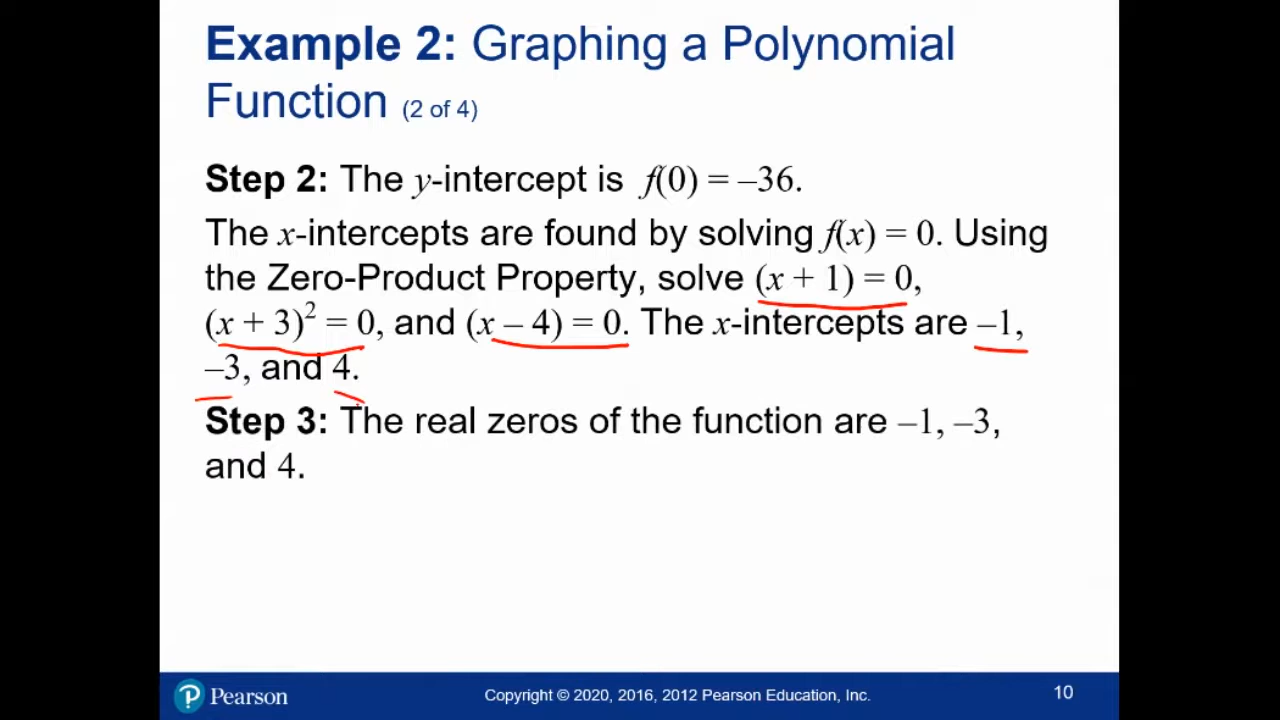 Example 2: Graphing a Polynomial
Function (2 of 4)
Step 2: The y-intercept is f(0) = –36.
The x-intercepts are found by solving f(x) = 0. Using
the Zero-Product Property, solve (x + 1) = 0,
(x + 3)² = 0, and (x – 4) = 0. The x-intercepts are –1,
–3, and 4.
Step 3: The real zeros of the function are –1, –3,
and 4.
P Pearson
Copyright © 2020, 2016, 2012 Pearson Education, Inc.
10